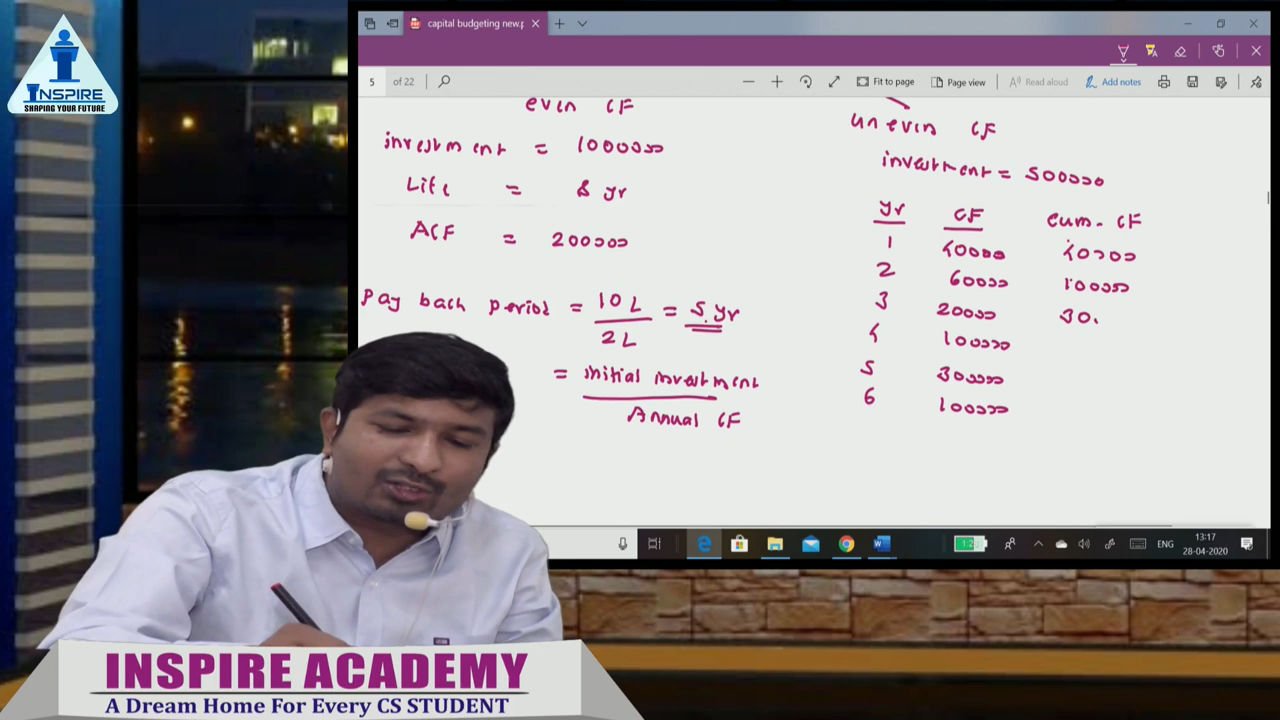 INSPIRE
SHAPING YOUR FUTURE
capital budgeting new.p
5 of 22
Fit to page
Page view
Read aloud
Add notes
even CF
investment = 1000000
Life = 8 yr
ACF = 200000
Pay back period = 10 L / 2 L = 5 yr
= initial investment
Annual CF
uneven CF
investment = 500000
yr CF cum. CF
1 40000 40000
2 60000 100000
3 200000 30
4 100000
5 300000
6 100000
ENG
13:17
28-04-2020
INSPIRE ACADEMY
A Dream Home For Every CS STUDENT